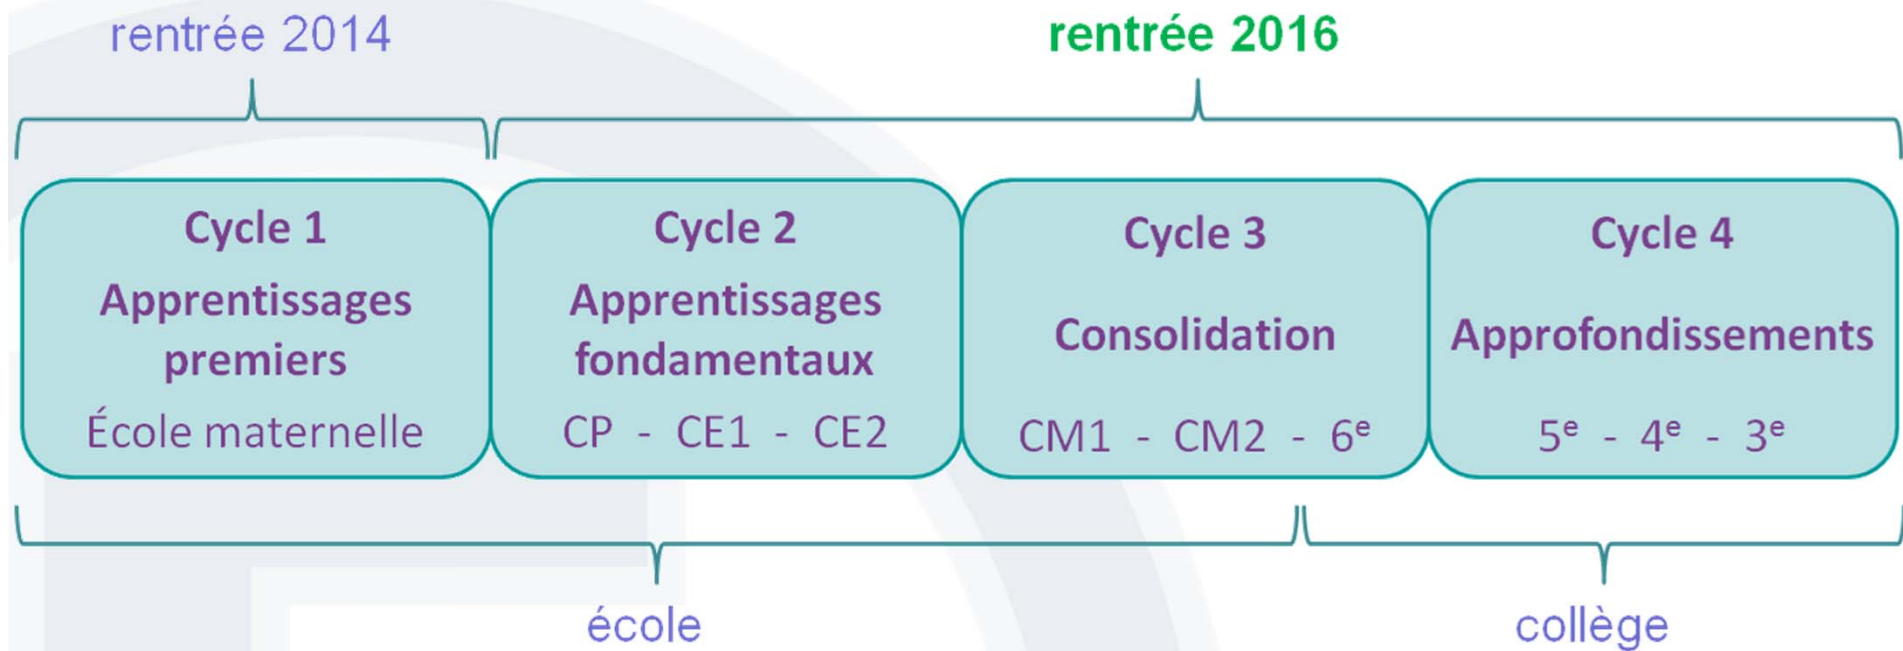 rentrée 2014
rentrée 2016
Cycle 1
Apprentissages
premiers
École maternelle
Cycle 2
Apprentissages
fondamentaux
CP - CE1 - CE2
Cycle 3
Consolidation
CM1 - CM2 - 6ᵉ
Cycle 4
Approfondissements
5ᵉ - 4ᵉ - 3ᵉ
école
collège